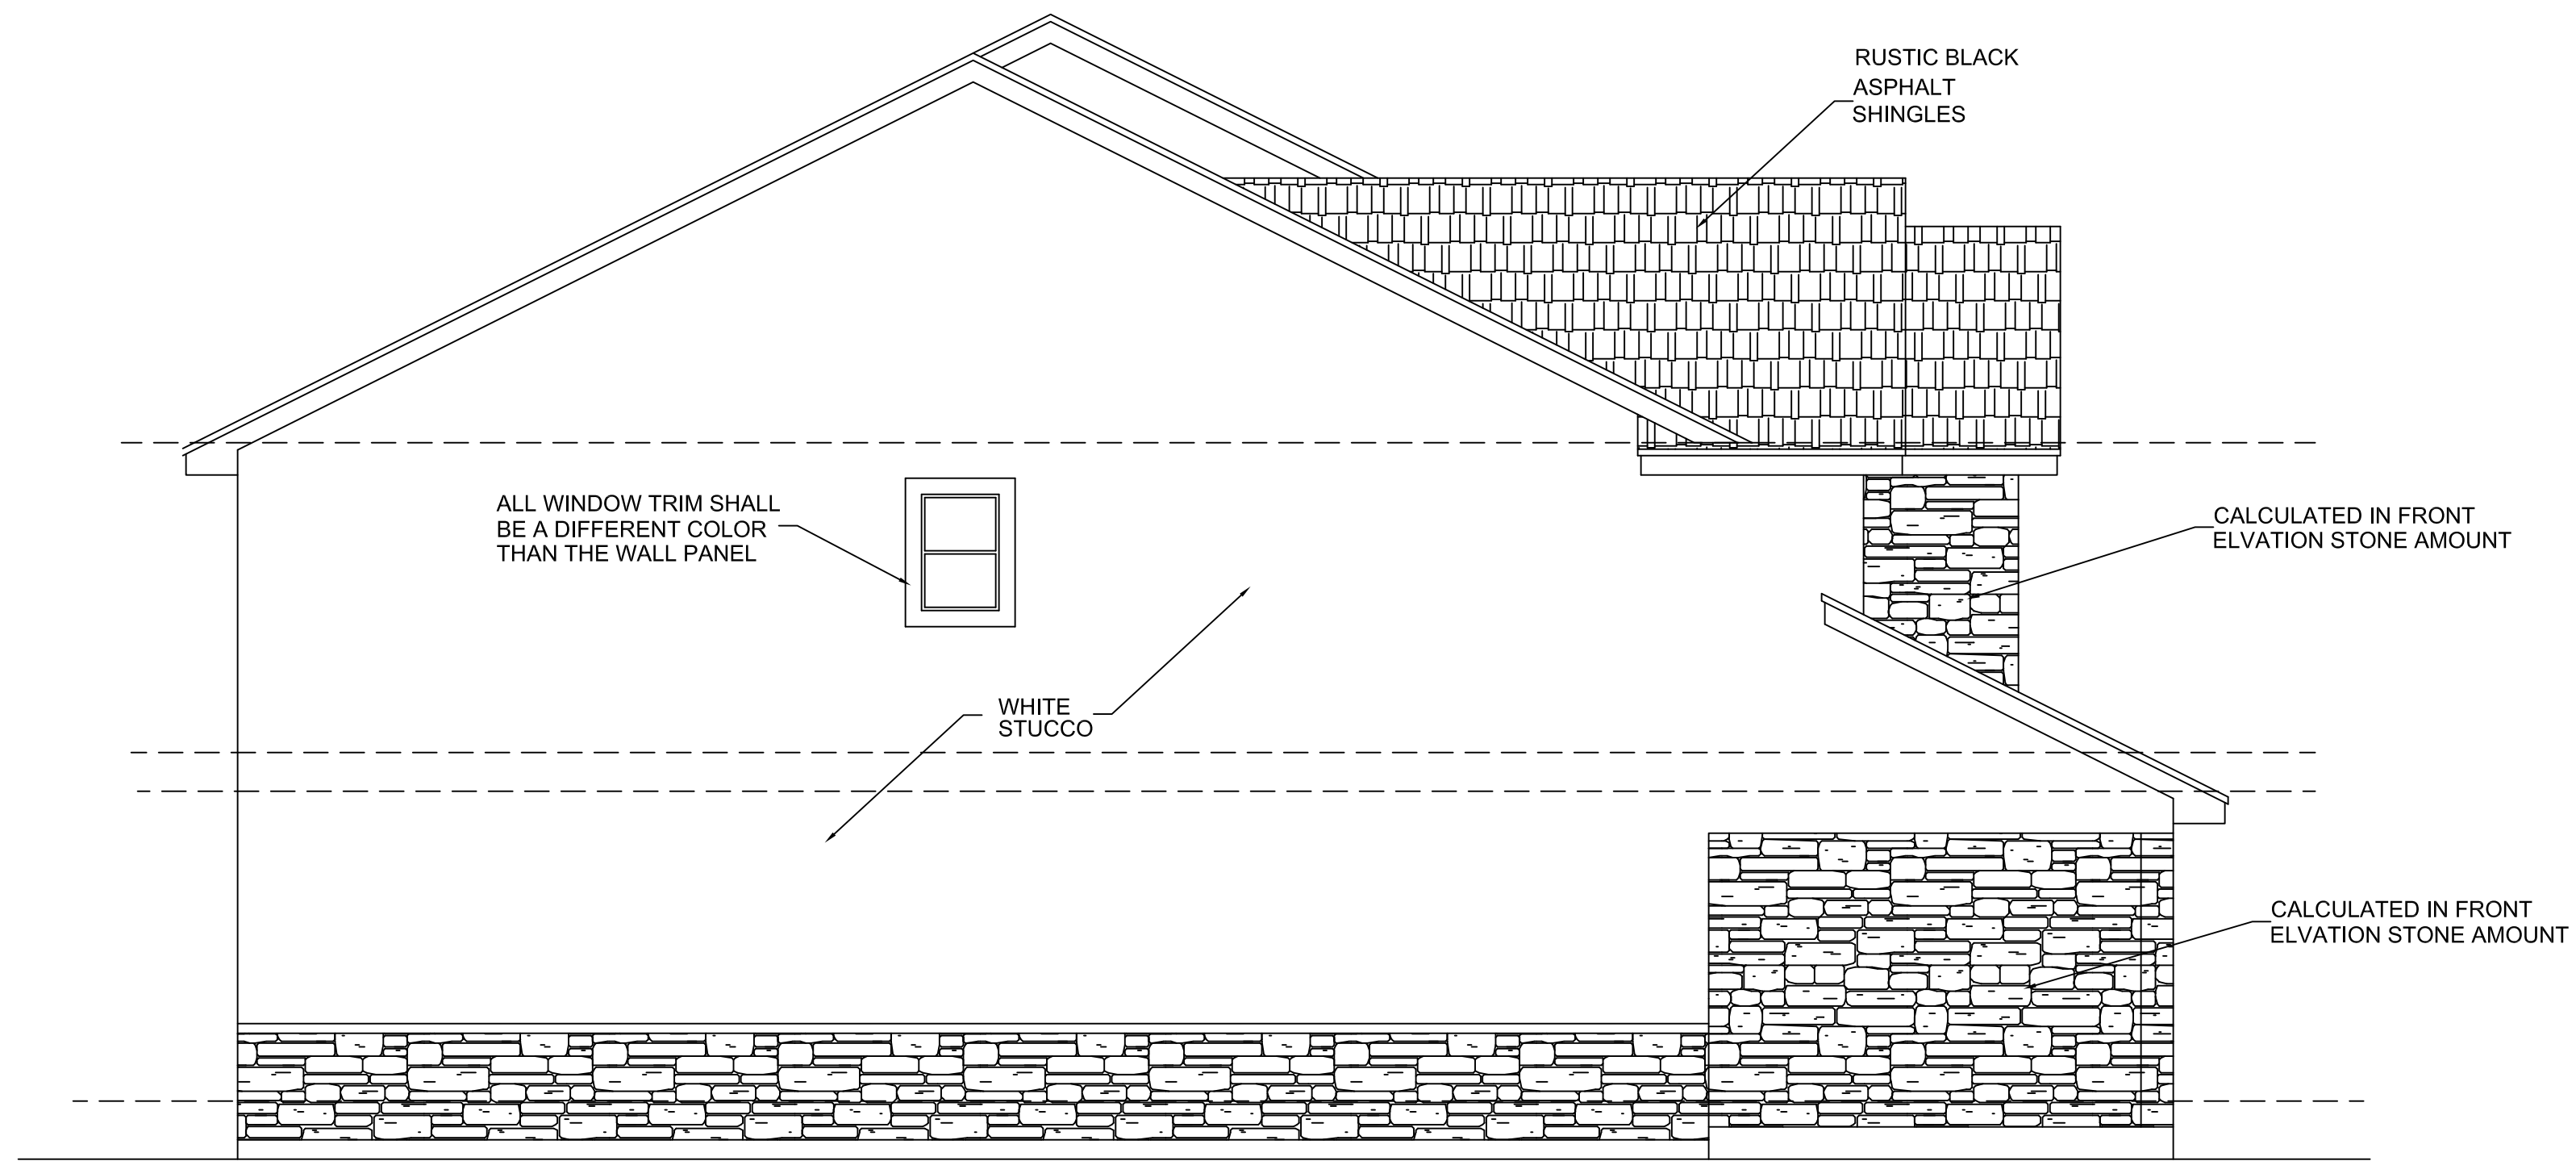 RUSTIC BLACK
ASPHALT
SHINGLES
ALL WINDOW TRIM SHALL
BE A DIFFERENT COLOR
THAN THE WALL PANEL
CALCULATED IN FRONT
ELVATION STONE AMOUNT
WHITE
STUCCO
CALCULATED IN FRONT
ELVATION STONE AMOUNT